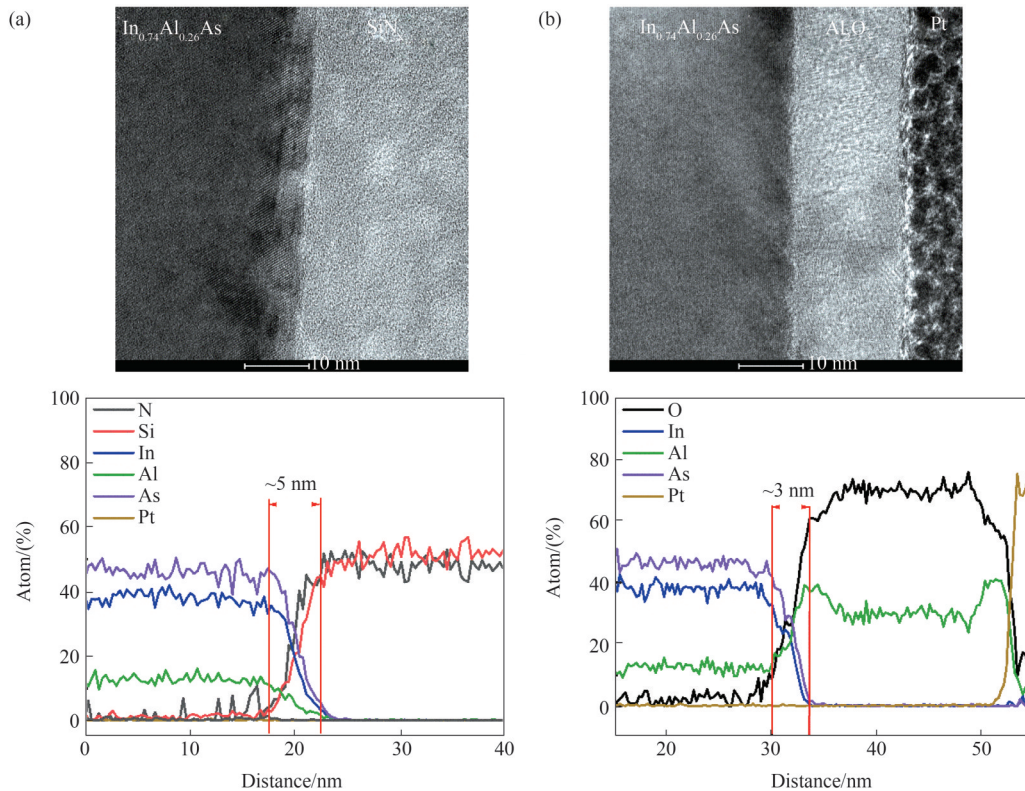 (a)
In0.74Al0.26As
SiNx
10 nm
100
80
60
40
20
0
Atom/(%)
N
Si
In
Al
As
Pt
~5 nm
0
10
20
30
40
Distance/nm
(b)
In0.74Al0.26As
Al2O3
Pt
10 nm
100
80
60
40
20
0
Atom/(%)
O
In
Al
As
Pt
~3 nm
20
30
40
50
Distance/nm